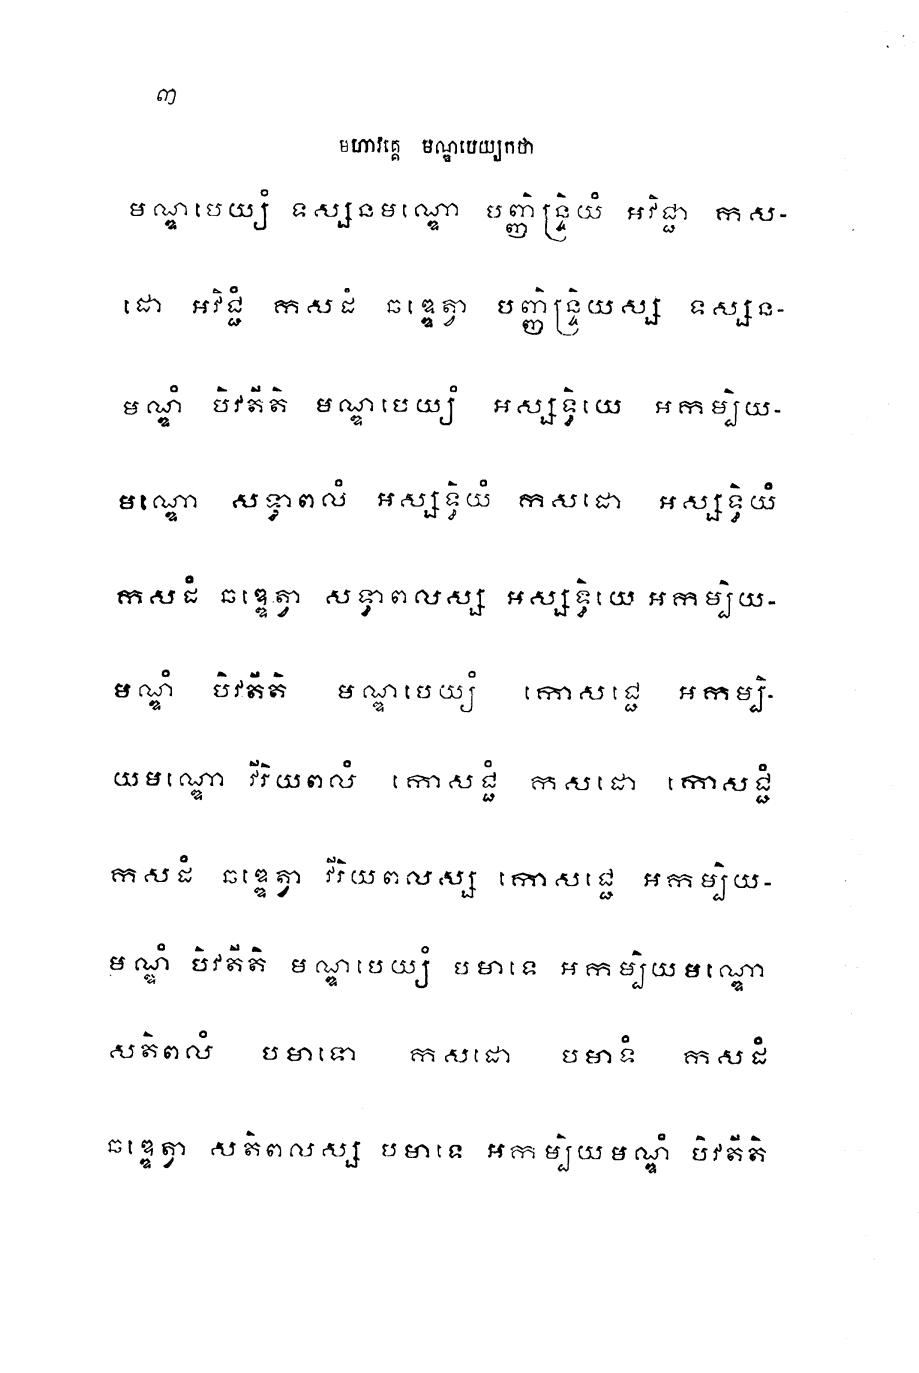 ៣
មហាវគ្គេ មណ្ឌបេយ្យកថា
មណ្ឌបេយ្យំ ទស្សនមណ្ឌោ បញ្ញិន្ទ្រិយំ អវិជ្ជា កស-
ដោ អវិជ្ជំ កសដំ ឆឌ្ឌេត្វា បញ្ញិន្ទ្រិយស្ស ទស្សន-
មណ្ឌំ បិវតីតិ មណ្ឌបេយ្យំ អស្សទ្ធិយេ អកម្បិយ-
មណ្ឌោ សទ្ធាពលំ អស្សទ្ធិយំ កសដោ អស្សទ្ធិយំ
កសដំ ឆឌ្ឌេត្វា សទ្ធាពលស្ស អស្សទ្ធិយេ អកម្បិយ-
មណ្ឌំ បិវតីតិ មណ្ឌបេយ្យំ កោសជ្ជេ អកម្បិ-
យមណ្ឌោ វីរិយពលំ កោសជ្ជំ កសដោ កោសជ្ជំ
កសដំ ឆឌ្ឌេត្វា វីរិយពលស្ស កោសជ្ជេ អកម្បិយ-
មណ្ឌំ បិវតីតិ មណ្ឌបេយ្យំ បមាទេ អកម្បិយមណ្ឌោ
សតិពលំ បមាទោ កសដោ បមាទំ កសដំ
ឆឌ្ឌេត្វា សតិពលស្ស បមាទេ អកម្បិយមណ្ឌំ បិវតីតិ